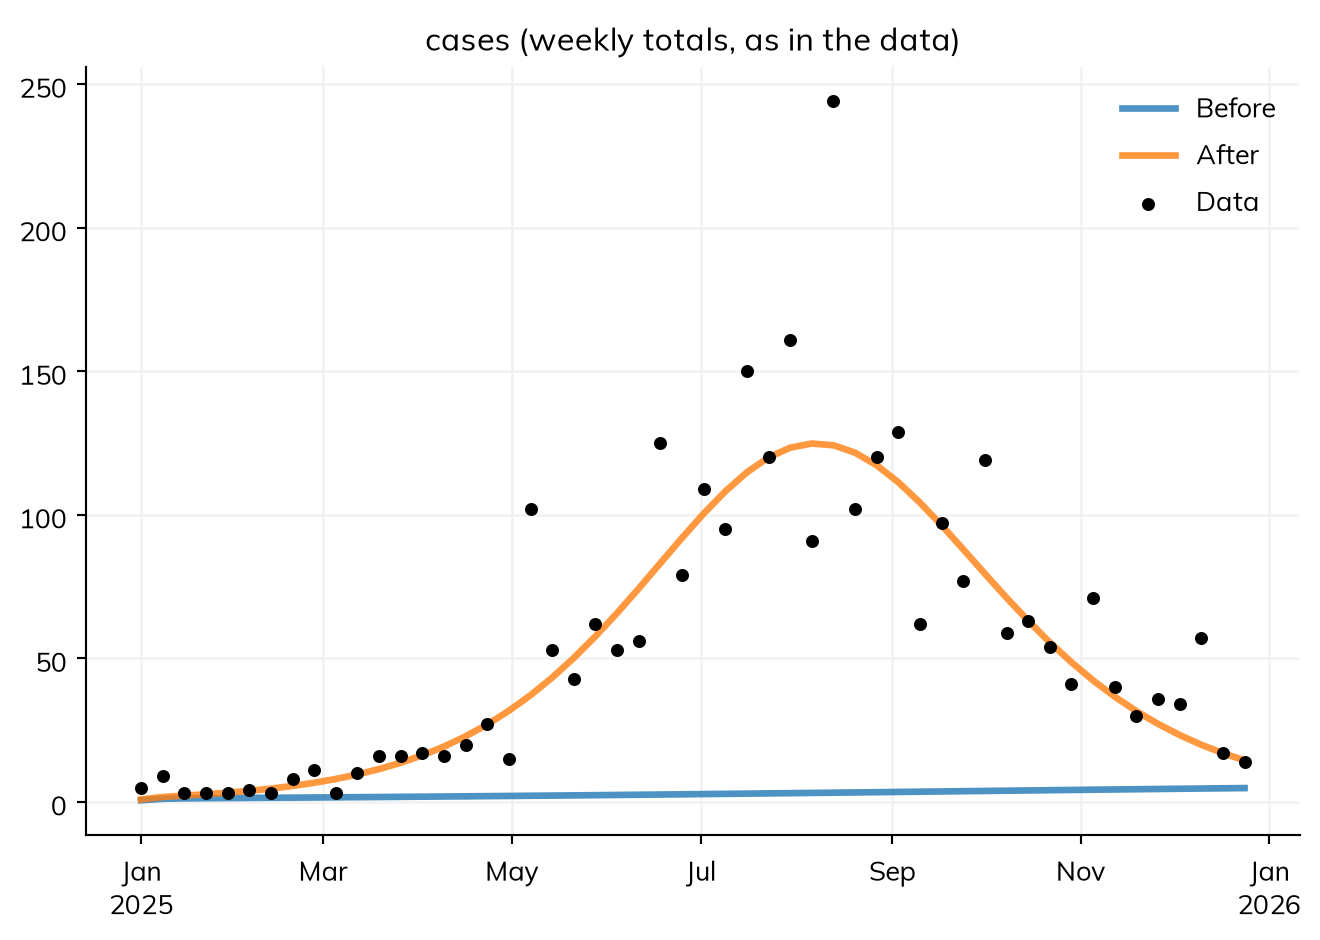 cases (weekly totals, as in the data)
250
200
150
100
50
0
Before
After
Data
Jan Mar May Jul Sep Nov Jan
2025 2026